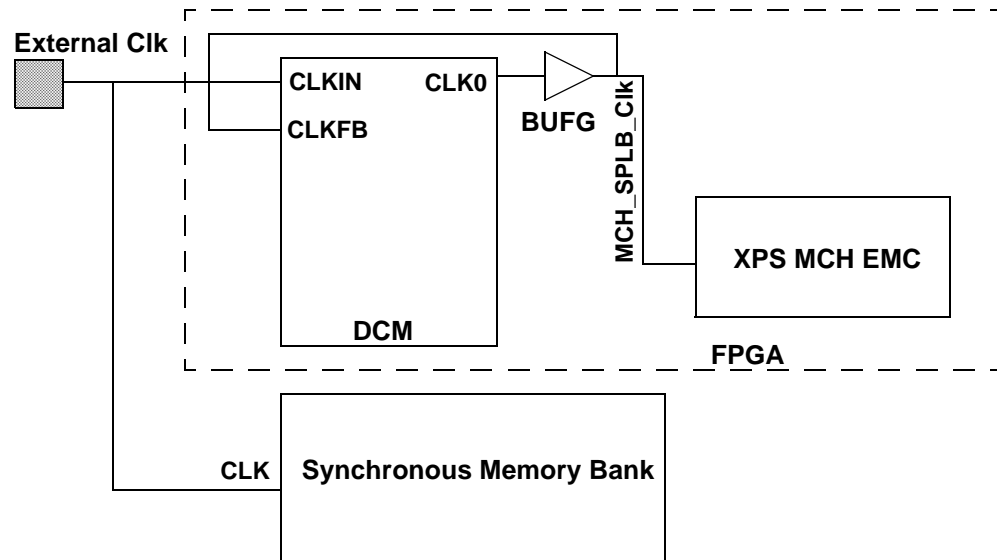 External Clk
CLKIN
CLK0
CLKFB
BUFG
MCH_SPLB_Clk
XPS MCH EMC
DCM
FPGA
CLK
Synchronous Memory Bank